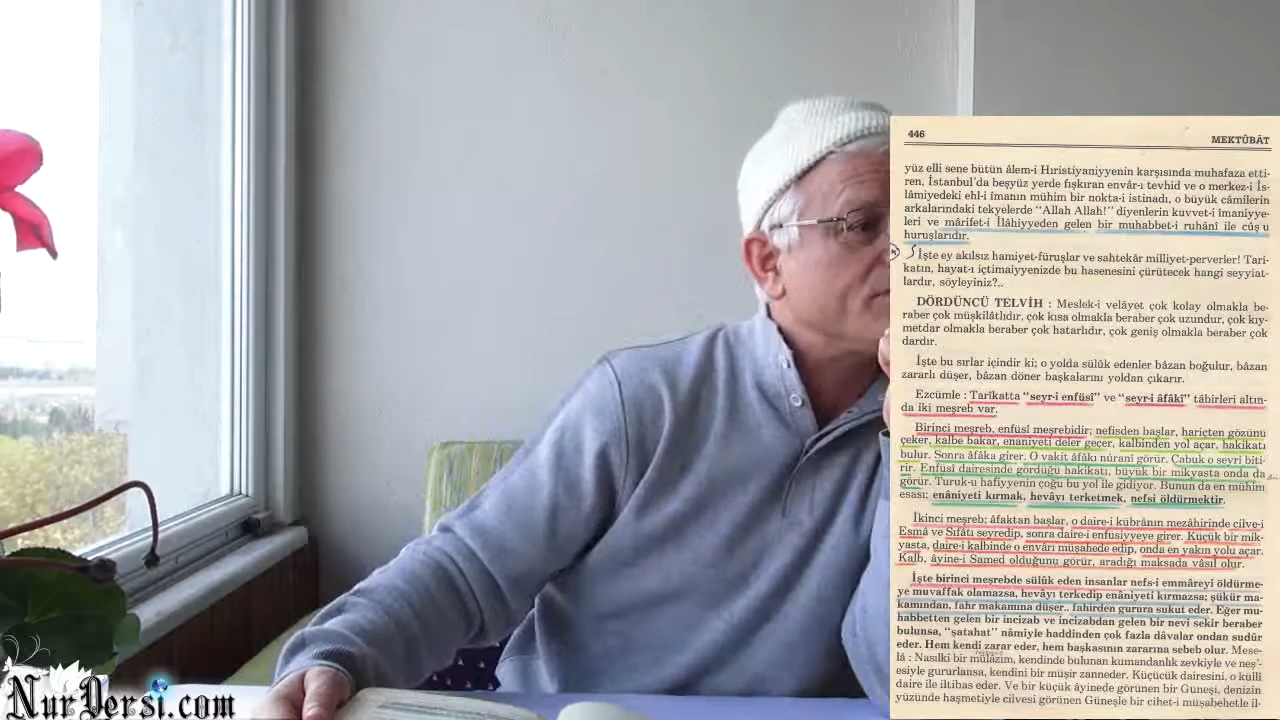 446
MEKTÛBÂT
yüz elli sene bütün âlem-i Hıristiyaniyyenin karşısında muhafaza etti-
ren, İstanbul'da beşyüz yerde fışkıran envâr-ı tevhid ve o merkez-i İs-
lâmiyedeki ehl-i îmanın mühim bir nokta-i istinadı, o büyük câmilerin
arkalarındaki tekyelerde "Allah Allah!" diyenlerin kuvvet-i îmaniyye-
leri ve mârifet-i İlâhiyyeden gelen bir muhabbet-i ruhânî ile cûş u
huruşlarıdır.
İşte ey akılsız hamiyet-füruşlar ve sahtekâr milliyet-perverler! Tari-
katın, hayat-ı içtimaiyyenizde bu hasenesini çürütecek hangi seyyiat-
lardır, söyleyiniz?..
DÖRDÜNCÜ TELVİH : Meslek-i velâyet çok kolay olmakla be-
raber çok müşkilâtlıdır, çok kısa olmakla beraber çok uzundur, çok kıy-
metdar olmakla beraber çok hatarlıdır, çok geniş olmakla beraber çok
dardır.
İşte bu sırlar içindir ki; o yolda sülûk edenler bâzan boğulur, bâzan
zararlı düşer, bâzan döner başkalarını yoldan çıkarır.
Ezcümle : Tarîkatta "seyr-i enfüsî" ve "seyr-i âfâkî" tâbirleri altın-
da iki meşreb var.
Birinci meşreb, enfüsî meşrebidir; nefisden başlar, hariçten gözünü
çeker, kalbe bakar, enaniyeti deler geçer, kalbinden yol açar, hakikatı
bulur. Sonra âfâka girer. O vakit âfâkı nûranî görür. Çabuk o seyri biti-
rir. Enfüsî dairesinde gördüğü hakikatı, büyük bir mikyasta onda da
görür. Turuk-u hafiyyenin çoğu bu yol ile gidiyor. Bunun da en mühim
esası; enâniyeti kırmak, hevâyı terketmek, nefsi öldürmektir.
İkinci meşreb; âfaktan başlar, o daire-i kübrânın mezâhirinde cilve-i
Esmâ ve Sıfâtı seyredip, sonra daire-i enfüsiyyeye girer. Küçük bir mik-
yasta, daire-i kalbinde o envârı müşahede edip, onda en yakın yolu açar.
Kalb, âyine-i Samed olduğunu görür, aradığı maksada vâsıl olur.
İşte birinci meşrebde sülûk eden insanlar nefs-i emmâreyi öldürme-
ye muvaffak olamazsa, hevâyı terkedip enâniyeti kırmazsa; şükür ma-
kamından, fahr makamına düşer.. fahirden gurura sukut eder. Eğer mu-
habbetten gelen bir incizab ve incizabdan gelen bir nevi sekir beraber
bulunsa, "şatahat" nâmiyle haddinden çok fazla dâvalar ondan sudûr
eder. Hem kendi zarar eder, hem başkasının zararına sebeb olur. Mese-
lâ : Nasılki bir mülâzım, kendinde bulunan kumandanlık zevkiyle ve neş'-
esiyle gururlansa, kendini bir müşir zanneder. Küçücük dairesini, o küllî
daire ile iltibas eder. Ve bir küçük âyinede görünen bir Güneşi, denizin
yüzünde haşmetiyle cilvesi görünen Güneşle bir cihet-i müşabehetle il-
NurDersi.com